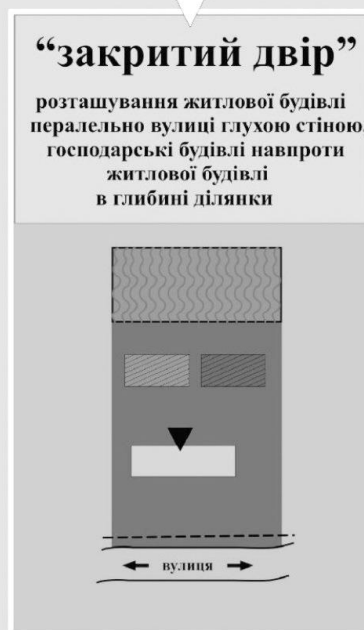 “закритий двір”
розташування житлової будівлі
пералельно вулиці глухою стіною.
господарські будівлі навпроти
житлової будівлі
в глибині ділянки
вулиця